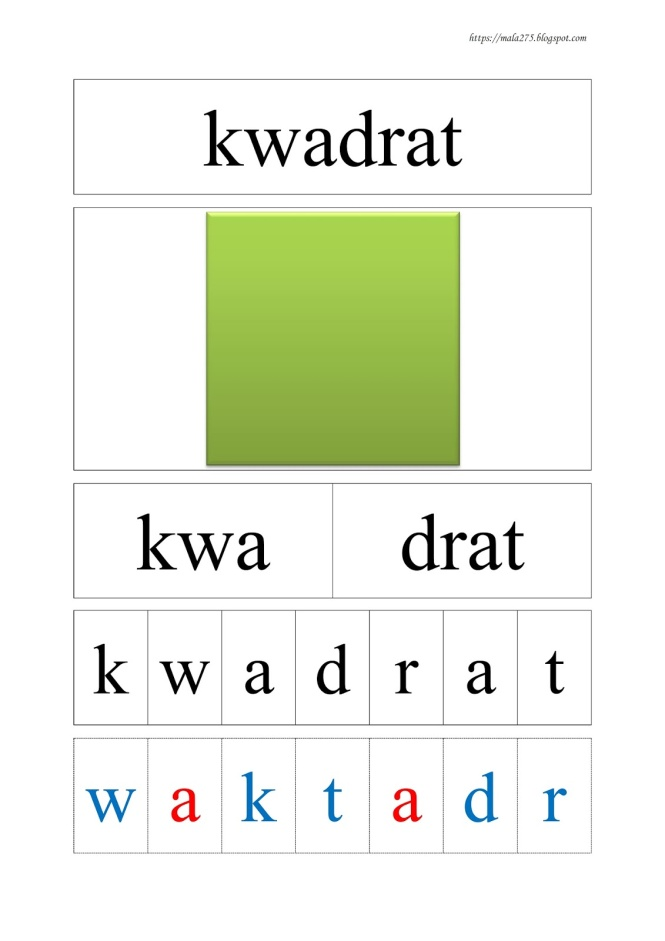 https://mala275.blogspot.com
kwadrat
kwa drat
k w a d r a t
w a k t a d r